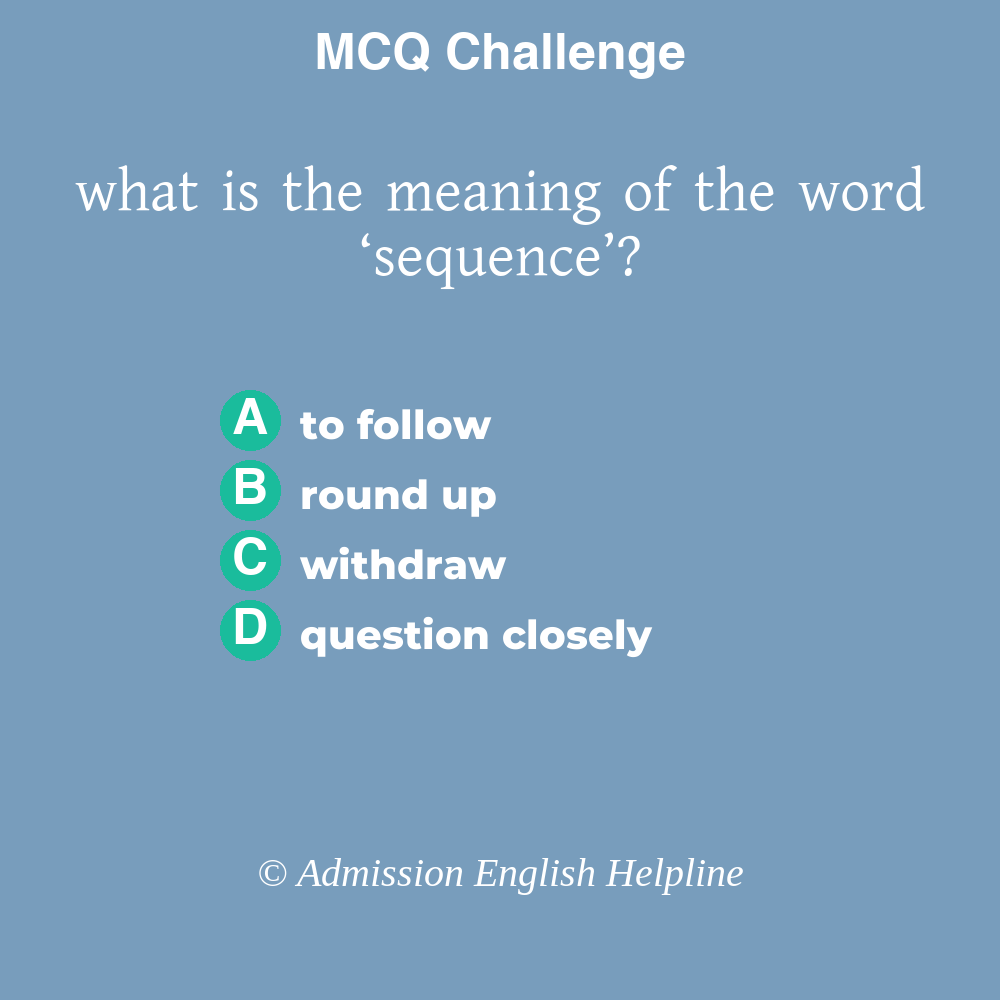 MCQ Challenge
what is the meaning of the word
‘sequence’?
A to follow
B round up
C withdraw
D question closely
© Admission English Helpline